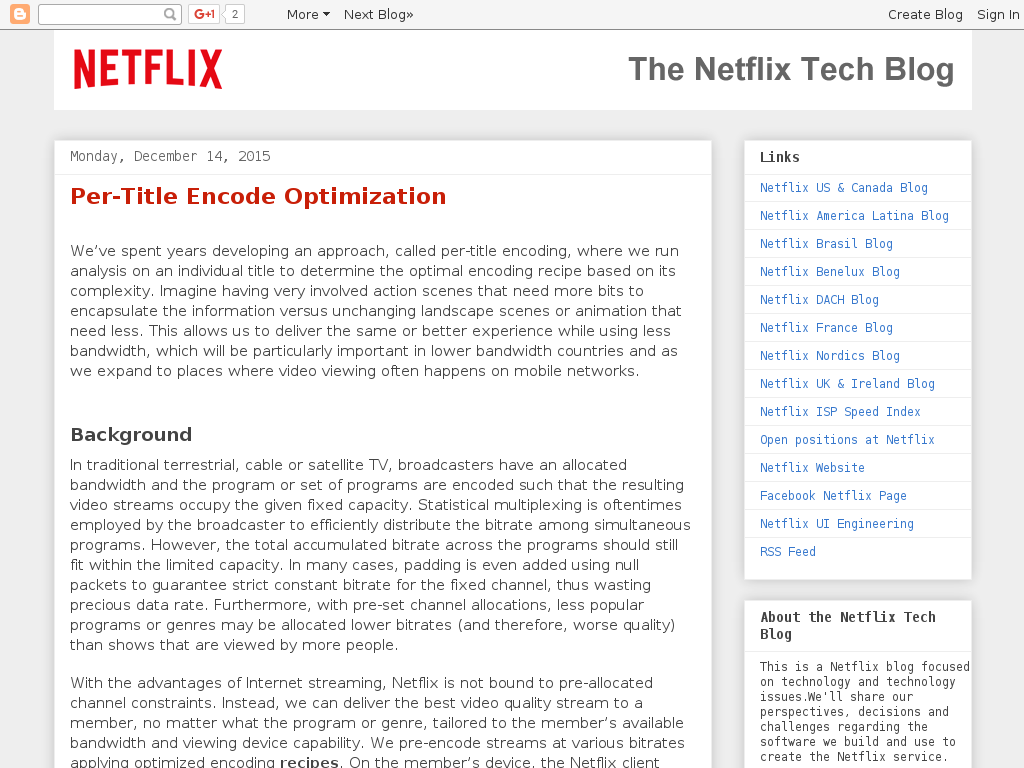 G+1 2 More Next Blog» Create Blog Sign In
NETFLIX
The Netflix Tech Blog
Monday, December 14, 2015
Per-Title Encode Optimization
We’ve spent years developing an approach, called per-title encoding, where we run
analysis on an individual title to determine the optimal encoding recipe based on its
complexity. Imagine having very involved action scenes that need more bits to
encapsulate the information versus unchanging landscape scenes or animation that
need less. This allows us to deliver the same or better experience while using less
bandwidth, which will be particularly important in lower bandwidth countries and as
we expand to places where video viewing often happens on mobile networks.
Background
In traditional terrestrial, cable or satellite TV, broadcasters have an allocated
bandwidth and the program or set of programs are encoded such that the resulting
video streams occupy the given fixed capacity. Statistical multiplexing is oftentimes
employed by the broadcaster to efficiently distribute the bitrate among simultaneous
programs. However, the total accumulated bitrate across the programs should still
fit within the limited capacity. In many cases, padding is even added using null
packets to guarantee strict constant bitrate for the fixed channel, thus wasting
precious data rate. Furthermore, with pre-set channel allocations, less popular
programs or genres may be allocated lower bitrates (and therefore, worse quality)
than shows that are viewed by more people.
With the advantages of Internet streaming, Netflix is not bound to pre-allocated
channel constraints. Instead, we can deliver the best video quality stream to a
member, no matter what the program or genre, tailored to the member’s available
bandwidth and viewing device capability. We pre-encode streams at various bitrates
applying optimized encoding recipes. On the member’s device, the Netflix client
Links
Netflix US & Canada Blog
Netflix America Latina Blog
Netflix Brasil Blog
Netflix Benelux Blog
Netflix DACH Blog
Netflix France Blog
Netflix Nordics Blog
Netflix UK & Ireland Blog
Netflix ISP Speed Index
Open positions at Netflix
Netflix Website
Facebook Netflix Page
Netflix UI Engineering
RSS Feed
About the Netflix Tech
Blog
This is a Netflix blog focused
on technology and technology
issues.We'll share our
perspectives, decisions and
challenges regarding the
software we build and use to
create the Netflix service.